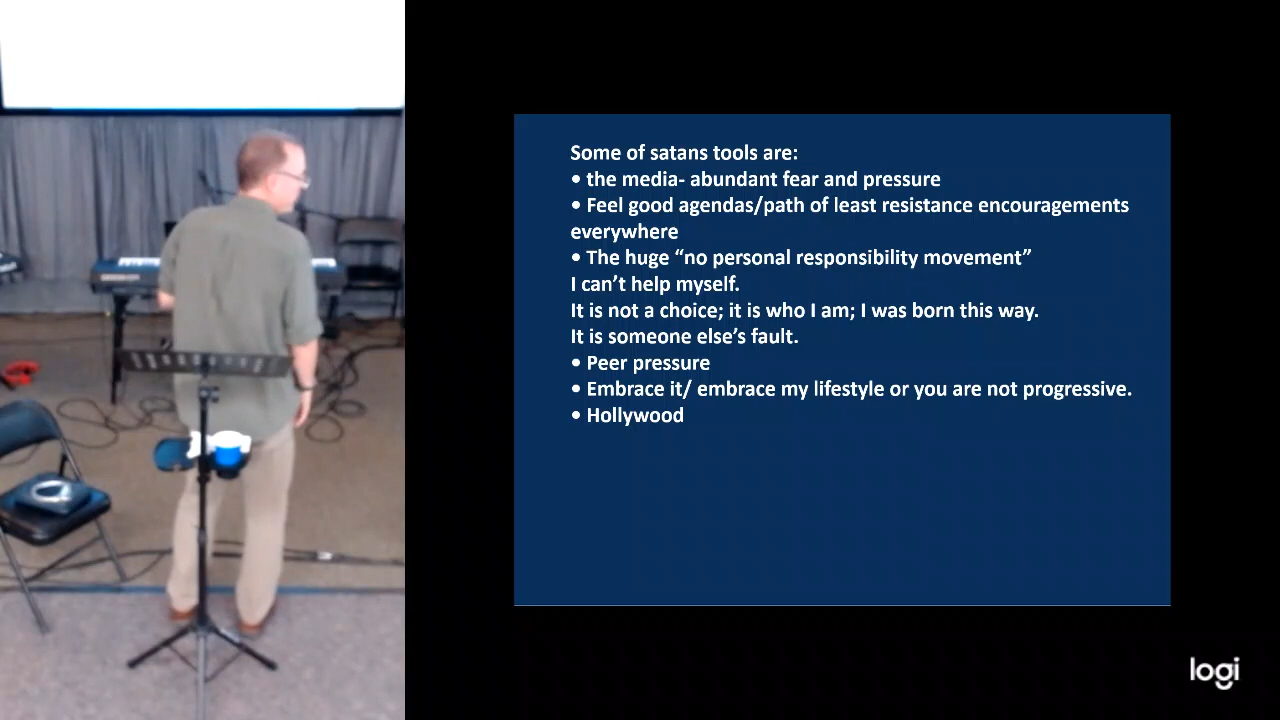 Some of satans tools are:
• the media- abundant fear and pressure
• Feel good agendas/path of least resistance encouragements
everywhere
• The huge “no personal responsibility movement”
I can’t help myself.
It is not a choice; it is who I am; I was born this way.
It is someone else’s fault.
• Peer pressure
• Embrace it/ embrace my lifestyle or you are not progressive.
• Hollywood
logi